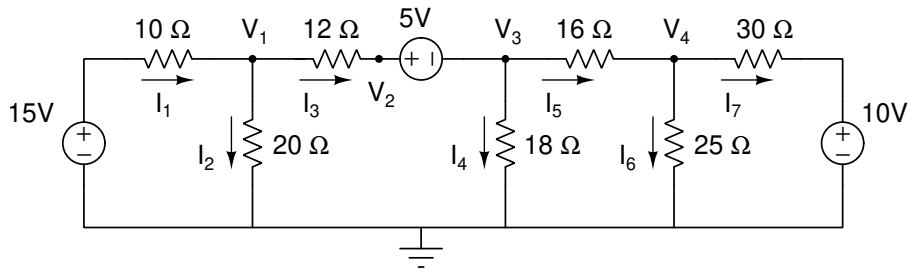 10 Ω V₁ 12 Ω 5V V₃ 16 Ω V₄ 30 Ω
+ −
I₁ I₃ V₂ I₅ I₇
15V + − I₂ 20 Ω I₄ 18 Ω I₆ 25 Ω + − 10V